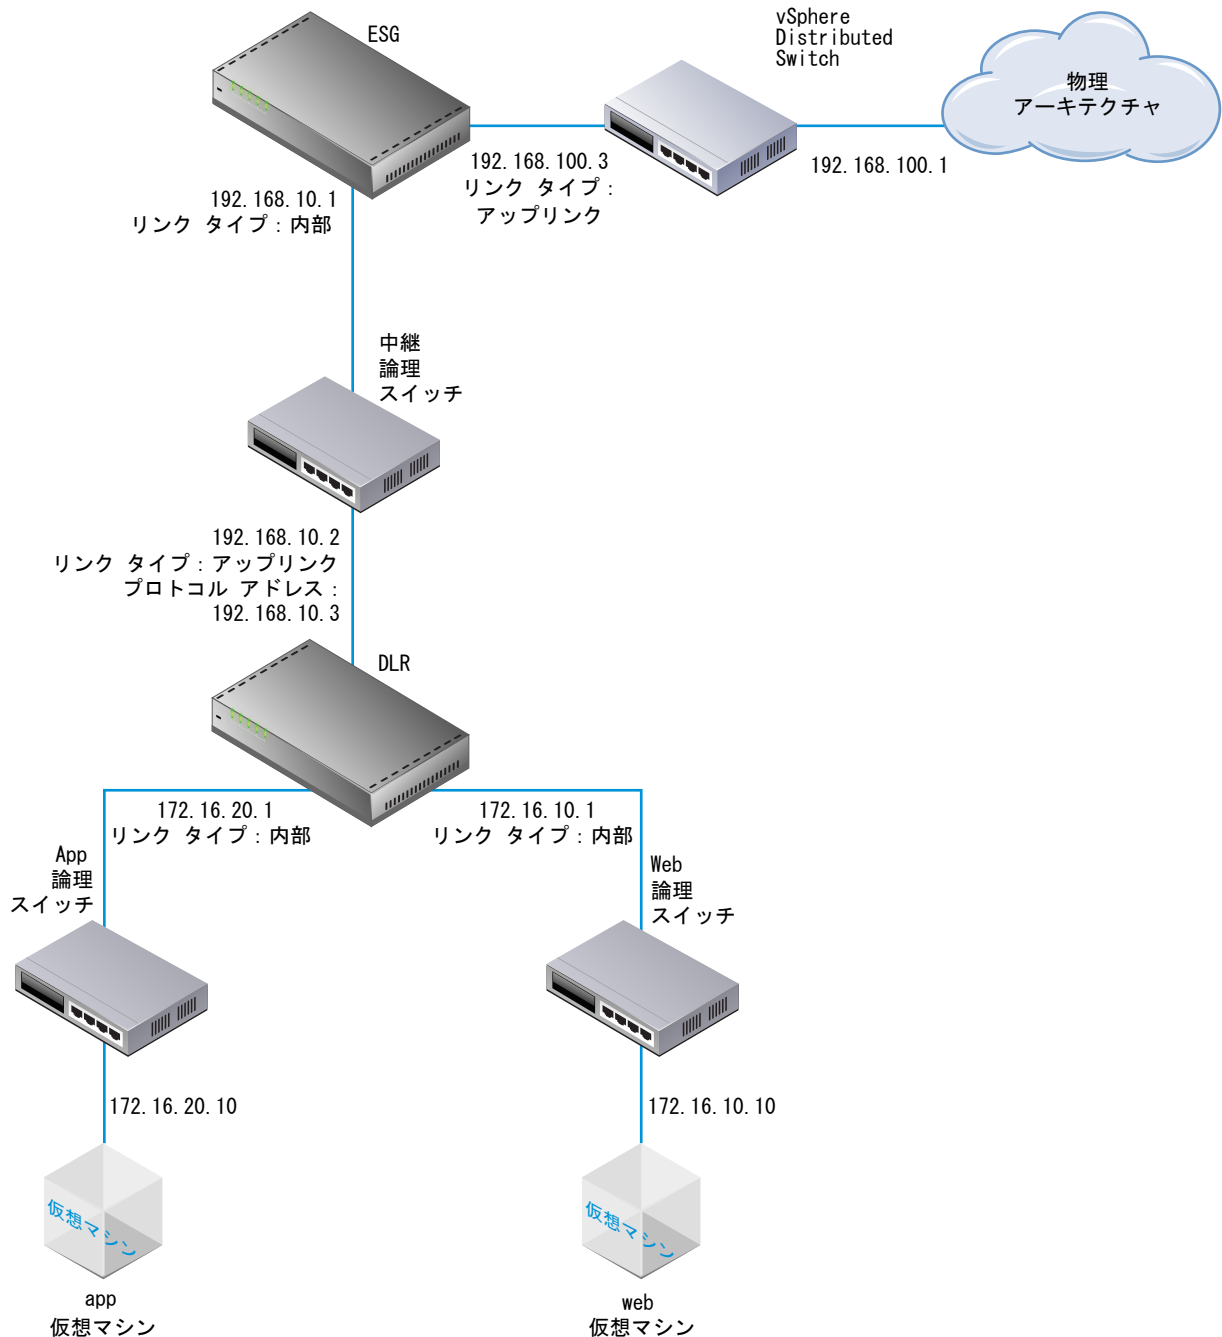 ESG
vSphere
Distributed
Switch
物理
アーキテクチャ
192.168.100.3
リンク タイプ：
アップリンク
192.168.100.1
192.168.10.1
リンク タイプ：内部
中継
論理
スイッチ
192.168.10.2
リンク タイプ：アップリンク
プロトコル アドレス：
192.168.10.3
DLR
172.16.20.1
リンク タイプ：内部
172.16.10.1
リンク タイプ：内部
App
論理
スイッチ
Web
論理
スイッチ
172.16.20.10
172.16.10.10
仮想マシン
仮想マシン
app
仮想マシン
web
仮想マシン